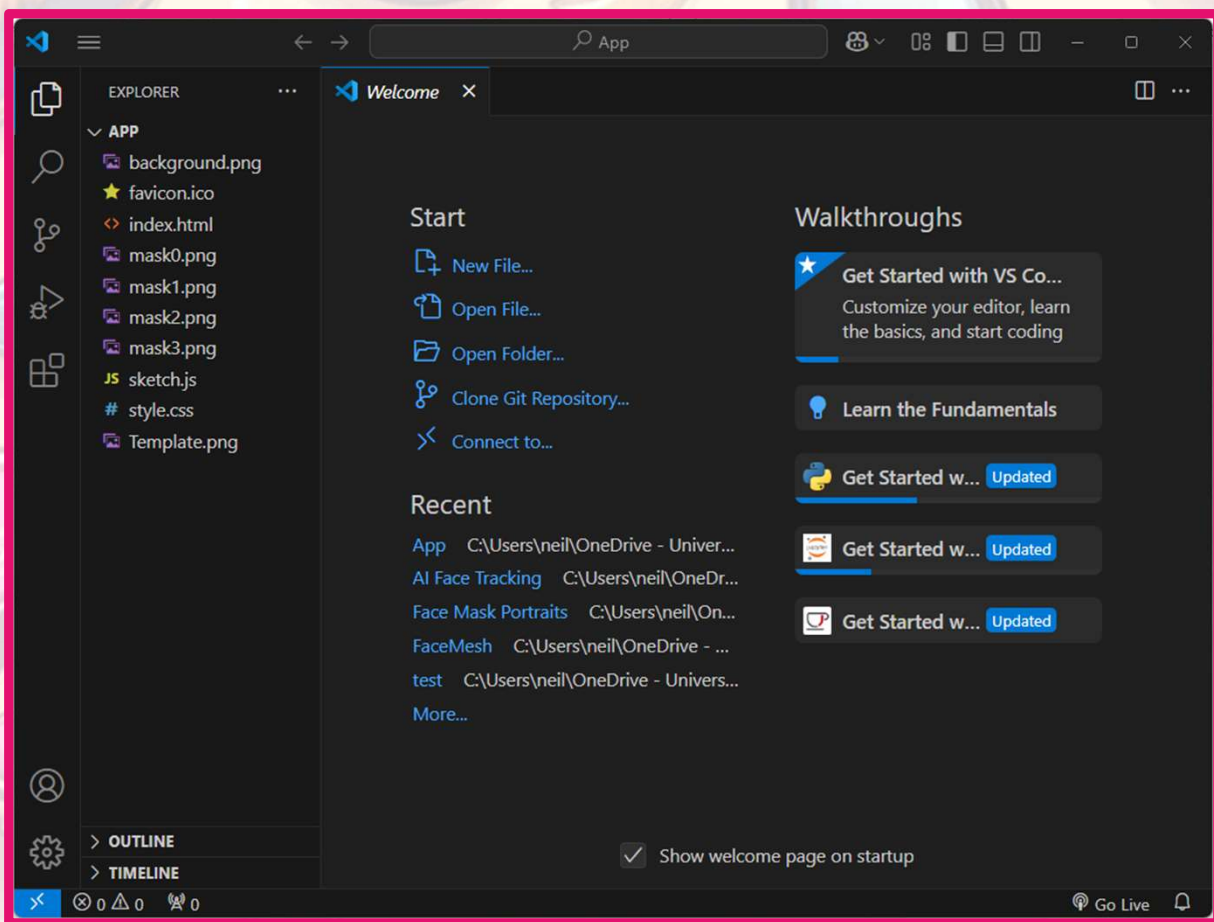 App
EXPLORER
Welcome
APP
background.png
favicon.ico
index.html
mask0.png
mask1.png
mask2.png
mask3.png
JS sketch.js
# style.css
Template.png
OUTLINE
TIMELINE
Start
New File...
Open File...
Open Folder...
Clone Git Repository...
Connect to...
Recent
App C:\Users\neil\OneDrive - Univer...
AI Face Tracking C:\Users\neil\OneDr...
Face Mask Portraits C:\Users\neil\On...
FaceMesh C:\Users\neil\OneDrive - ...
test C:\Users\neil\OneDrive - Univers...
More...
Walkthroughs
Get Started with VS Co...
Customize your editor, learn
the basics, and start coding
Learn the Fundamentals
Get Started w... Updated
Get Started w... Updated
Get Started w... Updated
Show welcome page on startup
0 0 0
Go Live